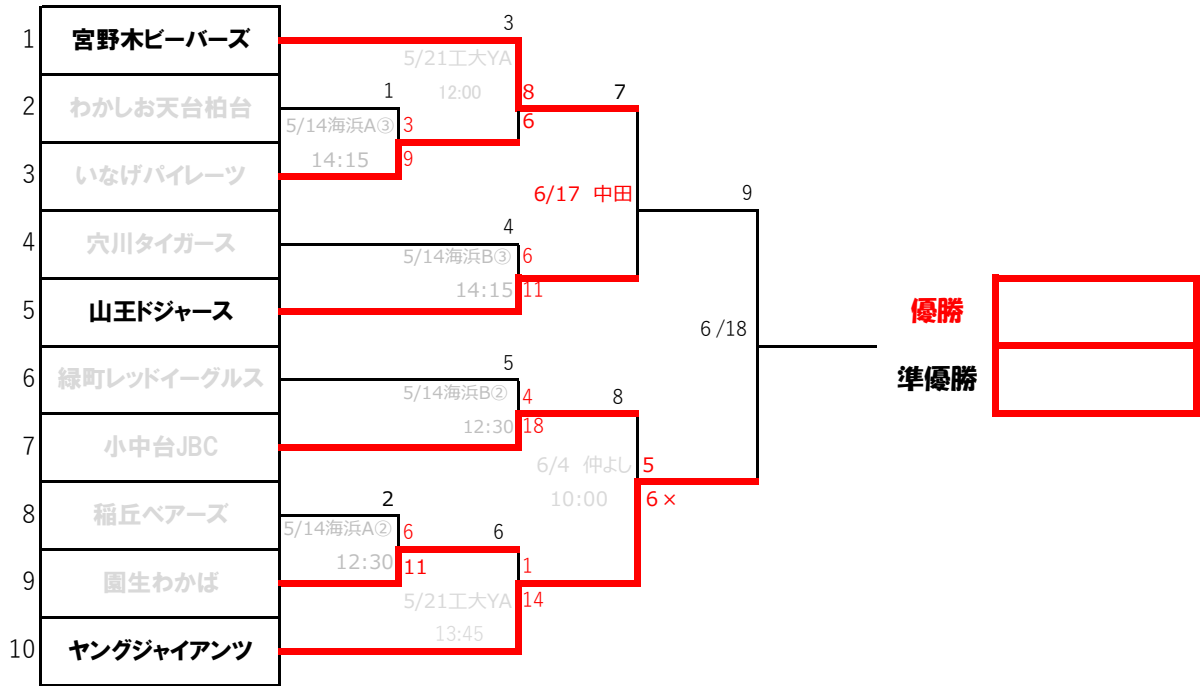 3
1 宮野木ビーバーズ
5/21工大YA
12:00
8
7
1
2 わかしお天台柏台
5/14海浜A③
3
6
3 いなげパイレーツ
14:15
9
6/17 中田
9
4 穴川タイガース
4
5/14海浜B③
6
14:15
11
5 山王ドジャース
優勝
6 /18
準優勝
6 緑町レッドイーグルス
5
5/14海浜B②
4
8
12:30
18
7 小中台JBC
6/4 仲よし
5
10:00
6×
8 稲丘ベアーズ
2
5/14海浜A②
6
6
12:30
11
1
9 園生わかば
5/21工大YA
14
13:45
10 ヤングジャイアンツ